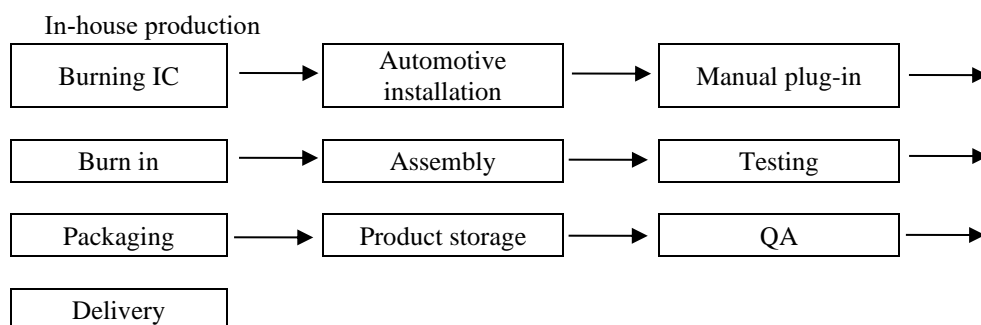 In-house production
Burning IC
Automotive
installation
Manual plug-in
Burn in
Assembly
Testing
Packaging
Product storage
QA
Delivery